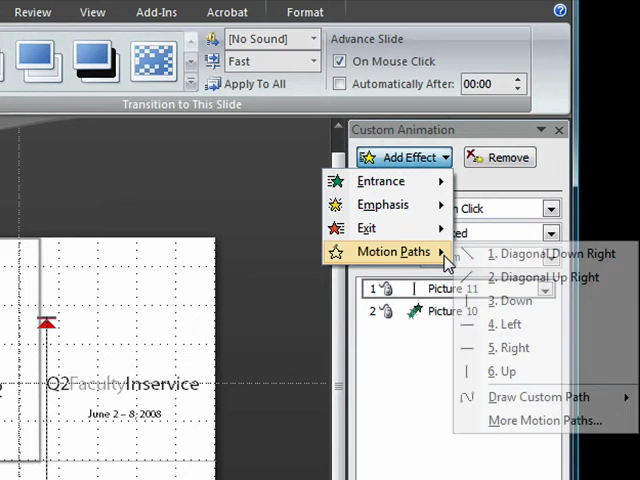 Review View Add-Ins Acrobat Format
[No Sound] Advance Slide
Fast On Mouse Click
Apply To All Automatically After: 00:00
Transition to This Slide
Custom Animation
Add Effect Remove
Entrance
Emphasis Click
Exit
Motion Paths
1. Diagonal Down Right
2. Diagonal Up Right
3. Down
4. Left
5. Right
6. Up
Draw Custom Path
More Motion Paths...
1 Picture 11
2 Picture 10
Q2FacultyInservice
June 2 – 8, 2008